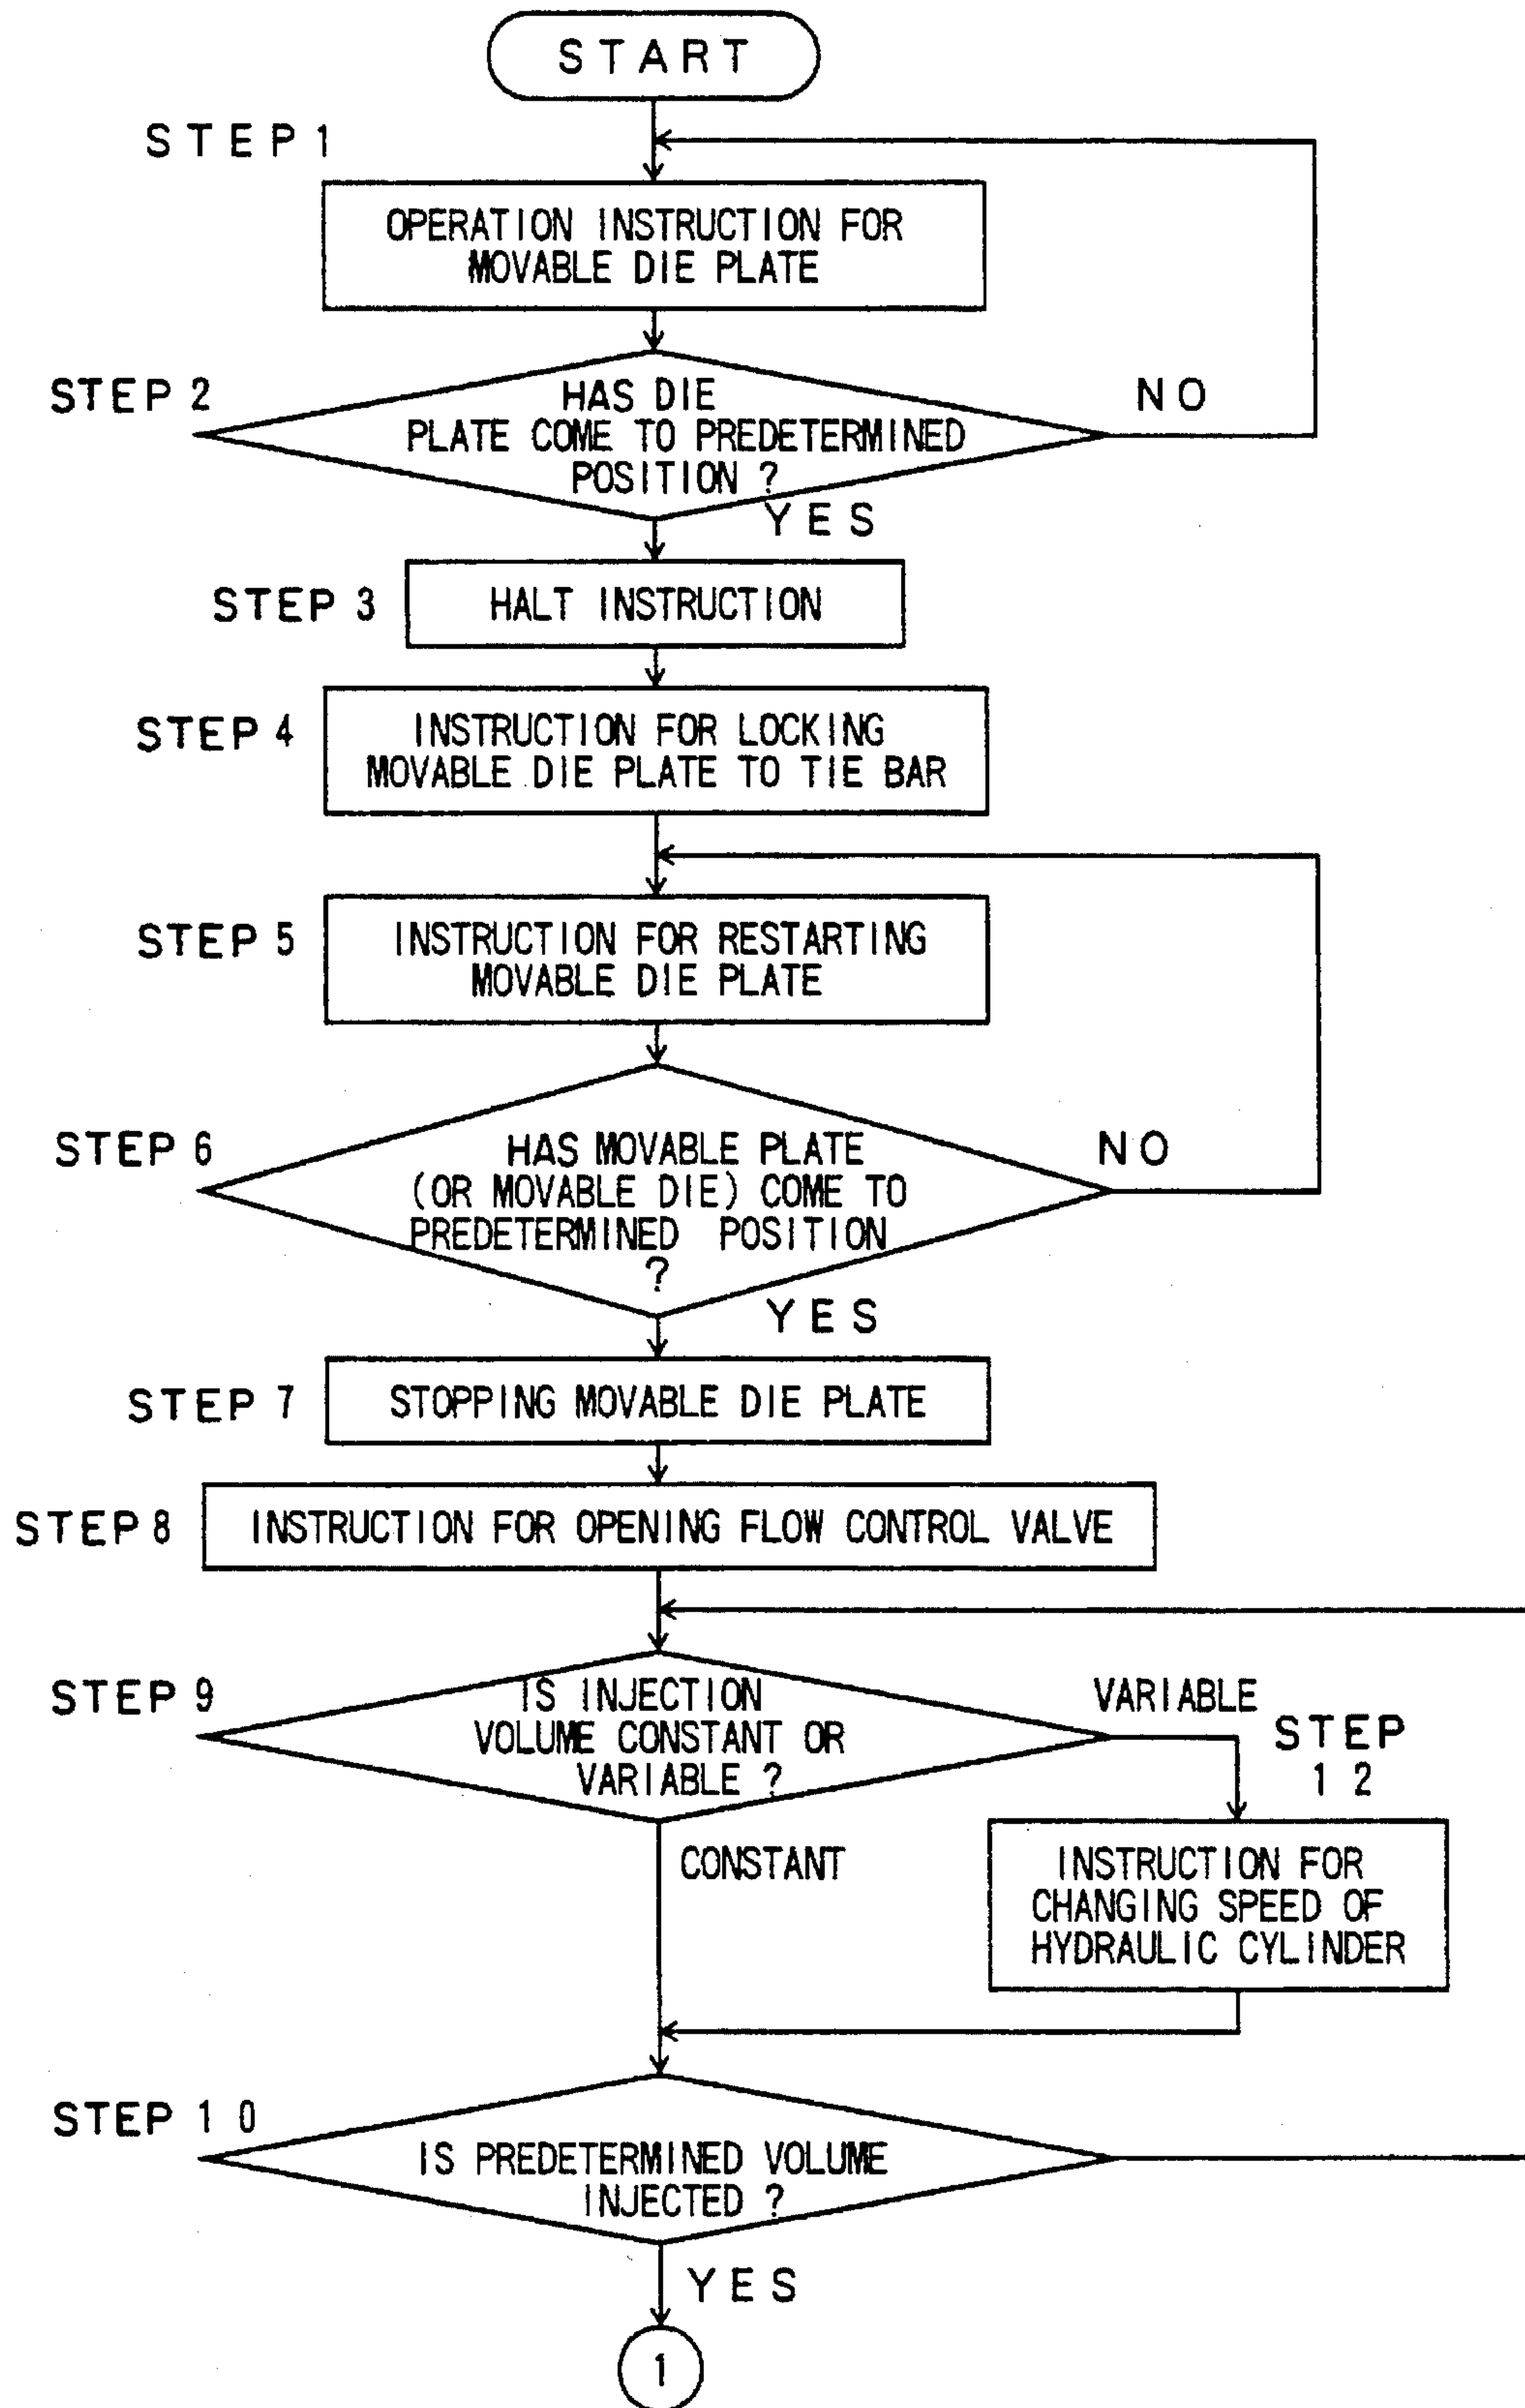 START
STEP 1
OPERATION INSTRUCTION FOR
MOVABLE DIE PLATE
STEP 2
HAS DIE
PLATE COME TO PREDETERMINED
POSITION ?
NO
YES
STEP 3
HALT INSTRUCTION
STEP 4
INSTRUCTION FOR LOCKING
MOVABLE DIE PLATE TO TIE BAR
STEP 5
INSTRUCTION FOR RESTARTING
MOVABLE DIE PLATE
STEP 6
HAS MOVABLE PLATE
(OR MOVABLE DIE) COME TO
PREDETERMINED POSITION
?
NO
YES
STEP 7
STOPPING MOVABLE DIE PLATE
STEP 8
INSTRUCTION FOR OPENING FLOW CONTROL VALVE
STEP 9
IS INJECTION
VOLUME CONSTANT OR
VARIABLE ?
VARIABLE
STEP
12
CONSTANT
INSTRUCTION FOR
CHANGING SPEED OF
HYDRAULIC CYLINDER
STEP 10
IS PREDETERMINED VOLUME
INJECTED ?
YES
1